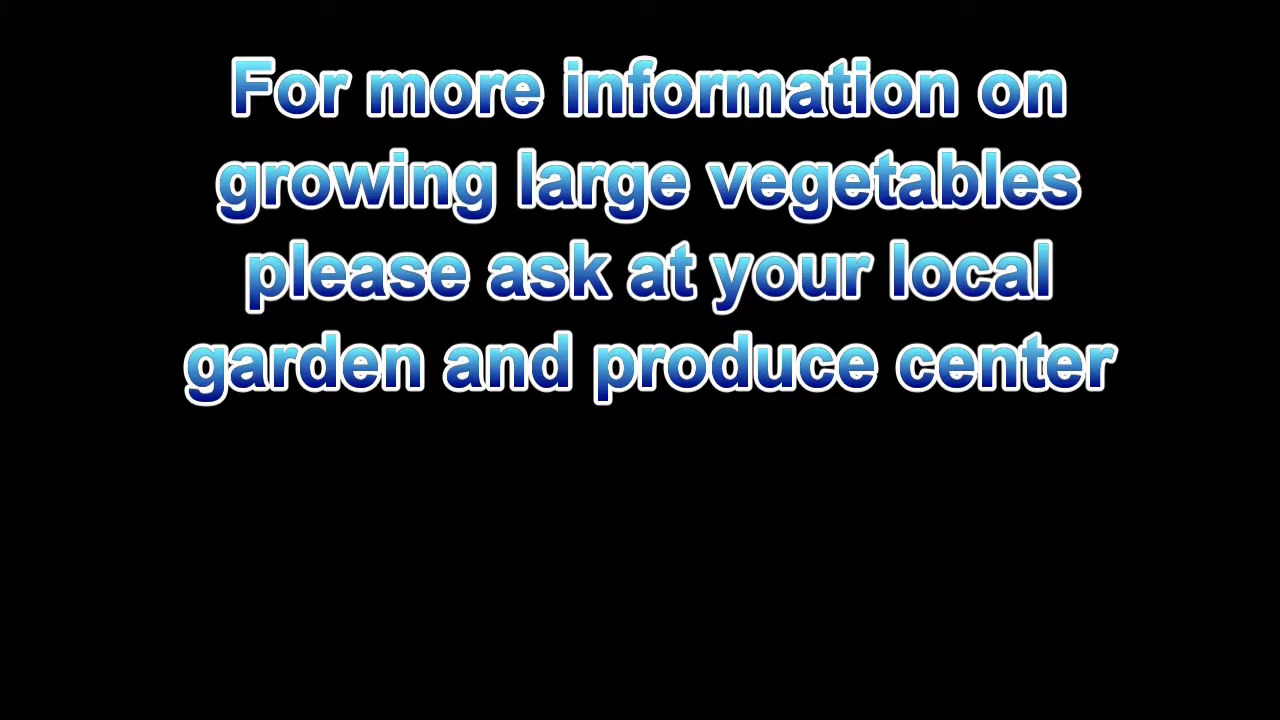 For more information on
growing large vegetables
please ask at your local
garden and produce center